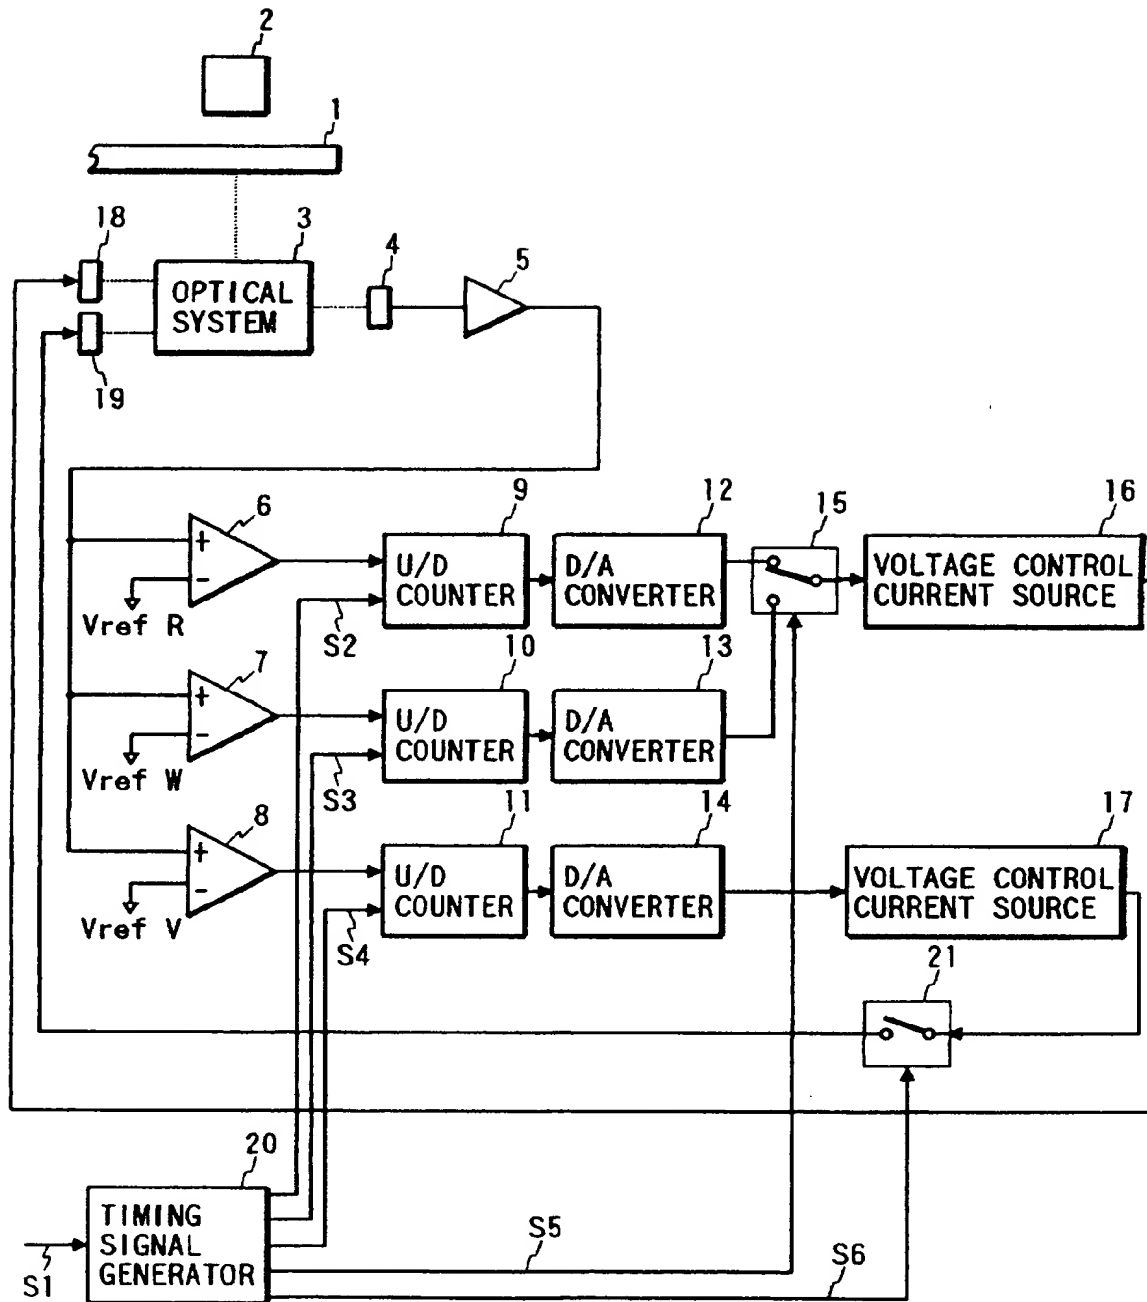 2
1
18
3
4
5
OPTICAL
SYSTEM
19
6
9
12
15
16
+
-
Vref R
U/D
COUNTER
D/A
CONVERTER
VOLTAGE CONTROL
CURRENT SOURCE
S2
7
10
13
+
-
Vref W
U/D
COUNTER
D/A
CONVERTER
S3
8
11
14
17
+
-
Vref V
U/D
COUNTER
D/A
CONVERTER
VOLTAGE CONTROL
CURRENT SOURCE
S4
21
20
TIMING
SIGNAL
GENERATOR
S1
S5
S6